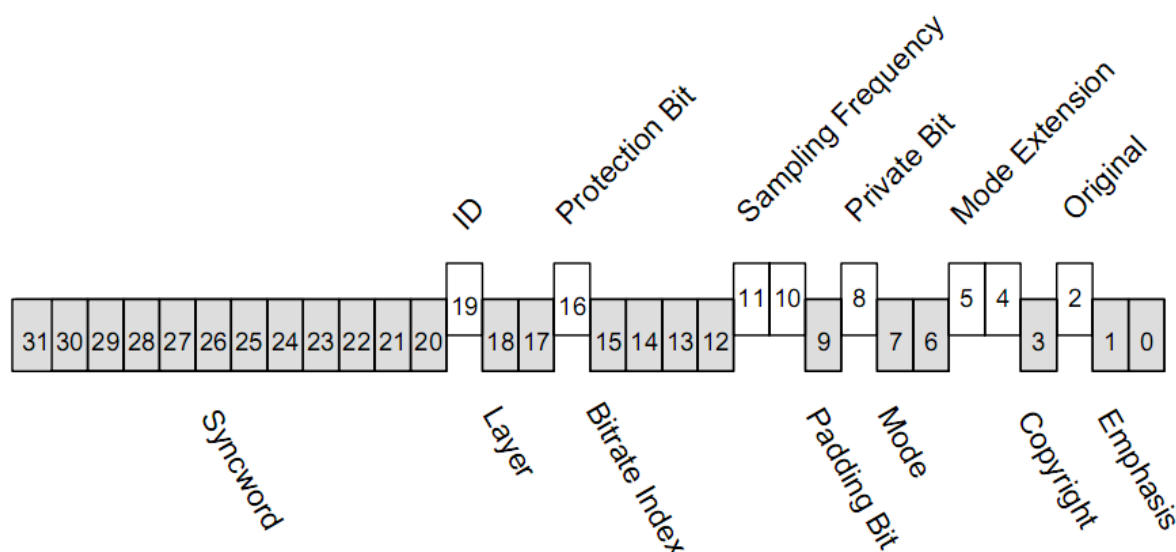 ID
Protection Bit
Sampling Frequency
Private Bit
Mode Extension
Original
31 30 29 28 27 26 25 24 23 22 21 20 19 18 17 16 15 14 13 12 11 10 9 8 7 6 5 4 3 2 1 0
Syncword
Layer
Bitrate Index
Padding Bit
Mode
Copyright
Emphasis